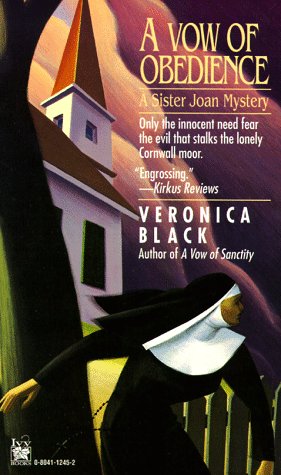 A VOW OF
OBEDIENCE
A Sister Joan Mystery
Only the innocent need fear
the evil that stalks the lonely
Cornwall moor.
"Engrossing."
—Kirkus Reviews
VERONICA
BLACK
Author of A Vow of Sanctity
IVY
BOOKS
0-8041-1245-2